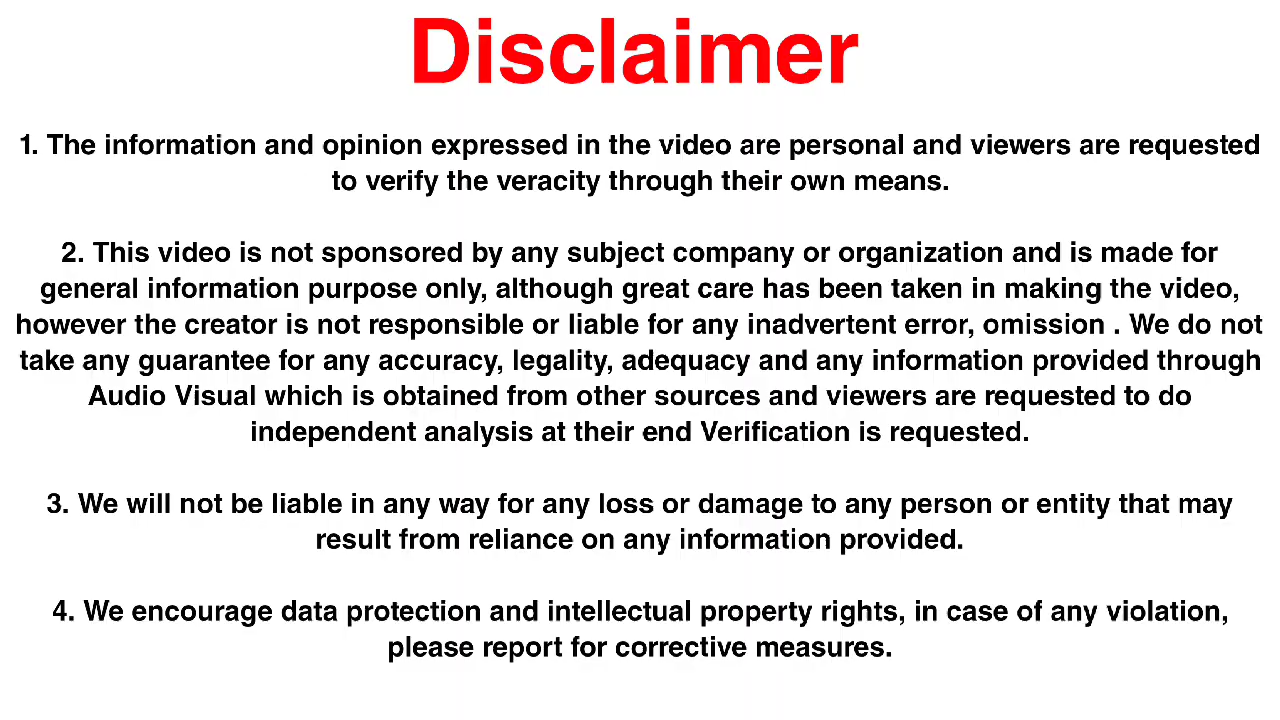 Disclaimer
1. The information and opinion expressed in the video are personal and viewers are requested
to verify the veracity through their own means.
2. This video is not sponsored by any subject company or organization and is made for
general information purpose only, although great care has been taken in making the video,
however the creator is not responsible or liable for any inadvertent error, omission . We do not
take any guarantee for any accuracy, legality, adequacy and any information provided through
Audio Visual which is obtained from other sources and viewers are requested to do
independent analysis at their end Verification is requested.
3. We will not be liable in any way for any loss or damage to any person or entity that may
result from reliance on any information provided.
4. We encourage data protection and intellectual property rights, in case of any violation,
please report for corrective measures.